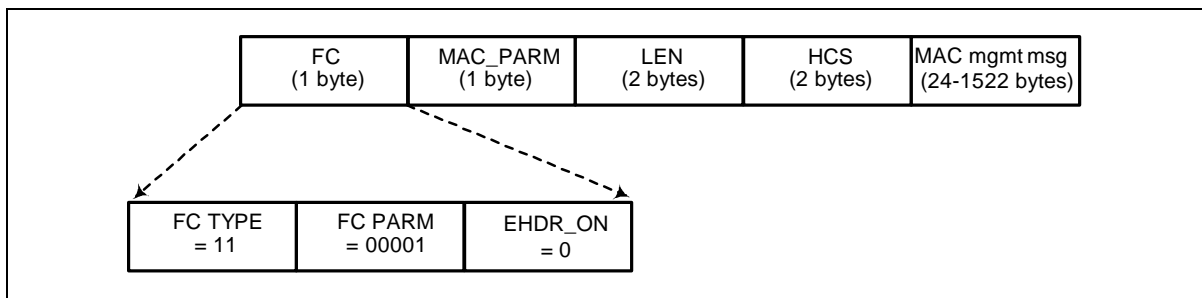 FC
(1 byte)
MAC_PARM
(1 byte)
LEN
(2 bytes)
HCS
(2 bytes)
MAC mgmt msg
(24-1522 bytes)
FC TYPE
= 11
FC PARM
= 00001
EHDR_ON
= 0